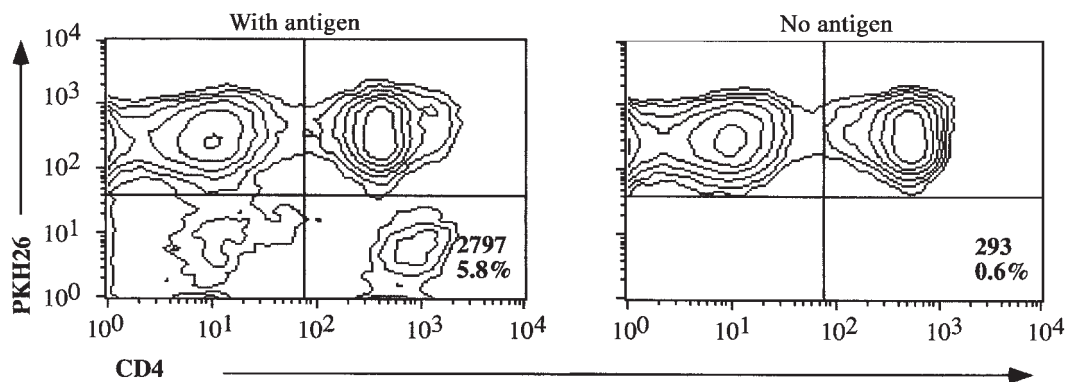 With antigen
No antigen
10⁴
10³
10²
10¹
10⁰
PKH26
2797
5.8%
293
0.6%
10⁰ 10¹ 10² 10³ 10⁴
10⁰ 10¹ 10² 10³ 10⁴
CD4